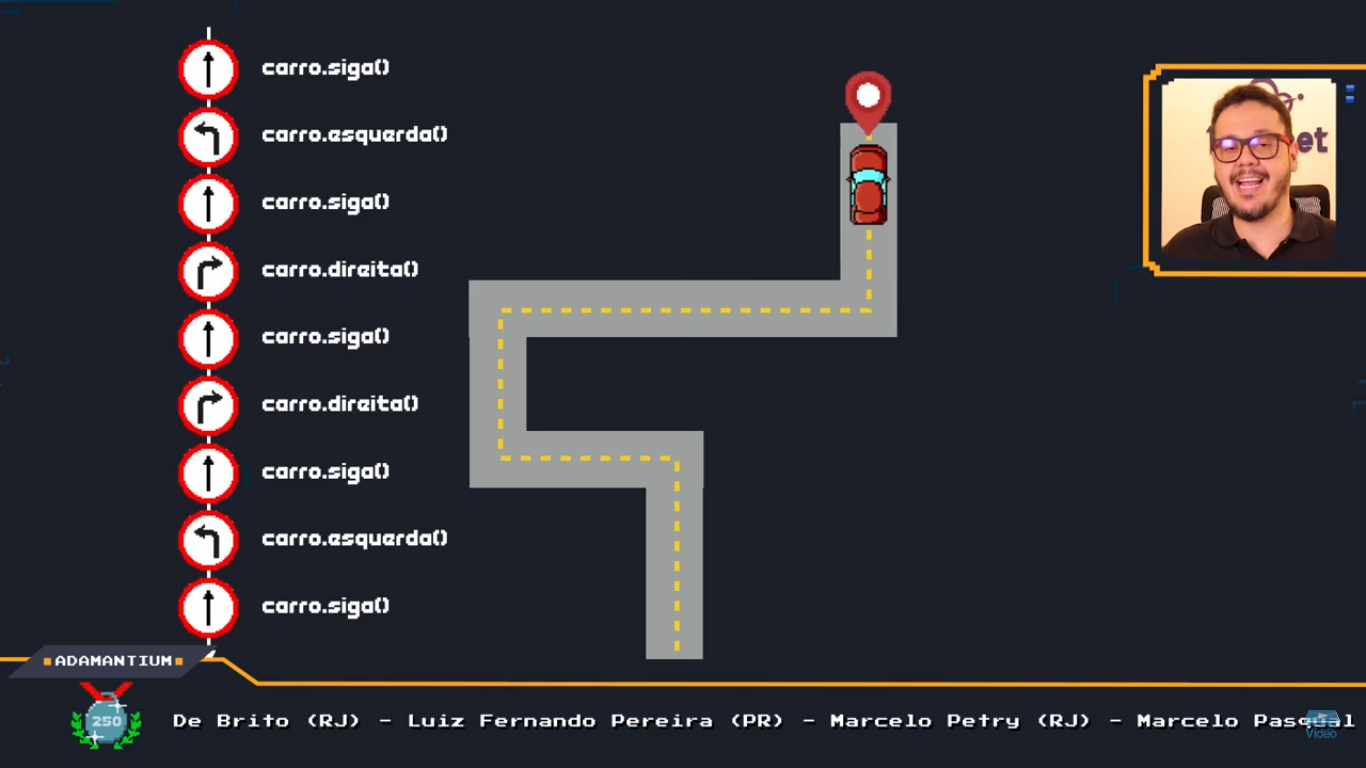 carro.siga()
carro.esquerda()
carro.siga()
carro.direita()
carro.siga()
carro.direita()
carro.siga()
carro.esquerda()
carro.siga()
ADAMANTIUM
250
De Brito (RJ) - Luiz Fernando Pereira (PR) - Marcelo Petry (RJ) - Marcelo Pasqual
Vídeo